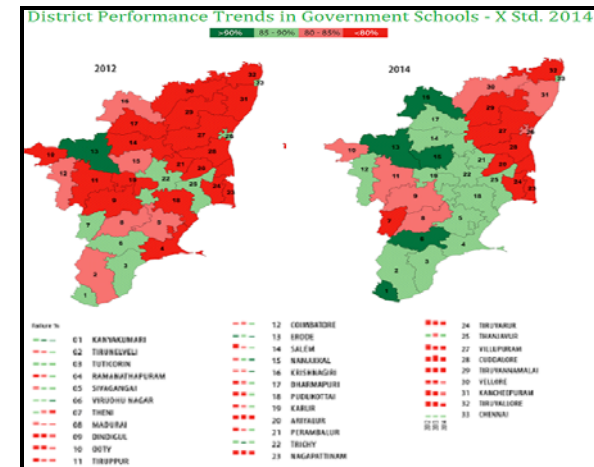 District Performance Trends in Government Schools - X Std. 2014
>90% 85 - 90% 80 - 85% <80%
2012
2014
Failure %
01 KANYAKUMARI
02 TIRUNELVELI
03 TUTICORIN
04 RAMANATHAPURAM
05 SIVAGANGAI
06 VIRUDHU NAGAR
07 THENI
08 MADURAI
09 DINDIGUL
10 OOTY
11 TIRUPPUR
12 COIMBATORE
13 ERODE
14 SALEM
15 NAMAKKAL
16 KRISHNAGIRI
17 DHARMAPURI
18 PUDUKOTTAI
19 KARUR
20 ARIYALUR
21 PERAMBALUR
22 TRICHY
23 NAGAPATTINAM
24 TIRUVARUR
25 THANJAVUR
27 VILLUPURAM
28 CUDDALORE
29 TIRUVANNAMALAI
30 VELLORE
31 KANCHEEPURAM
32 TIRUVALLORE
33 CHENNAI